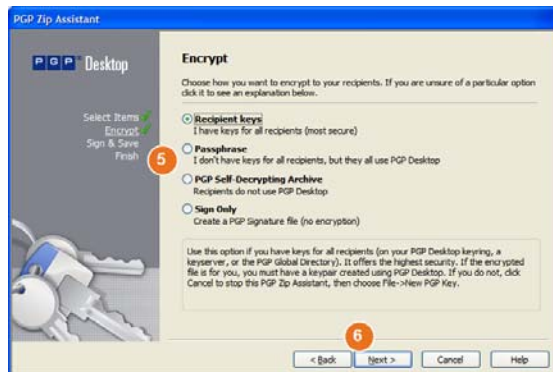 PGP Zip Assistant
PGP Desktop
Select Items
Encrypt
Sign & Save
Finish
5
Encrypt
Choose how you want to encrypt to your recipients. If you are unsure of a particular option
click it to see an explanation below.
Recipient keys
I have keys for all recipients (most secure)
Passphrase
I don't have keys for all recipients, but they all use PGP Desktop
PGP Self-Decrypting Archive
Recipients do not use PGP Desktop
Sign Only
Create a PGP Signature file (no encryption)
Use this option if you have keys for all recipients (on your PGP Desktop keyring, a
keyserver, or the PGP Global Directory). It offers the highest security. If the encrypted
file is for you, you must have a keypair created using PGP Desktop. If you do not, click
Cancel to stop this PGP Zip Assistant, then choose File->New PGP Key.
6
< Back
Next >
Cancel
Help